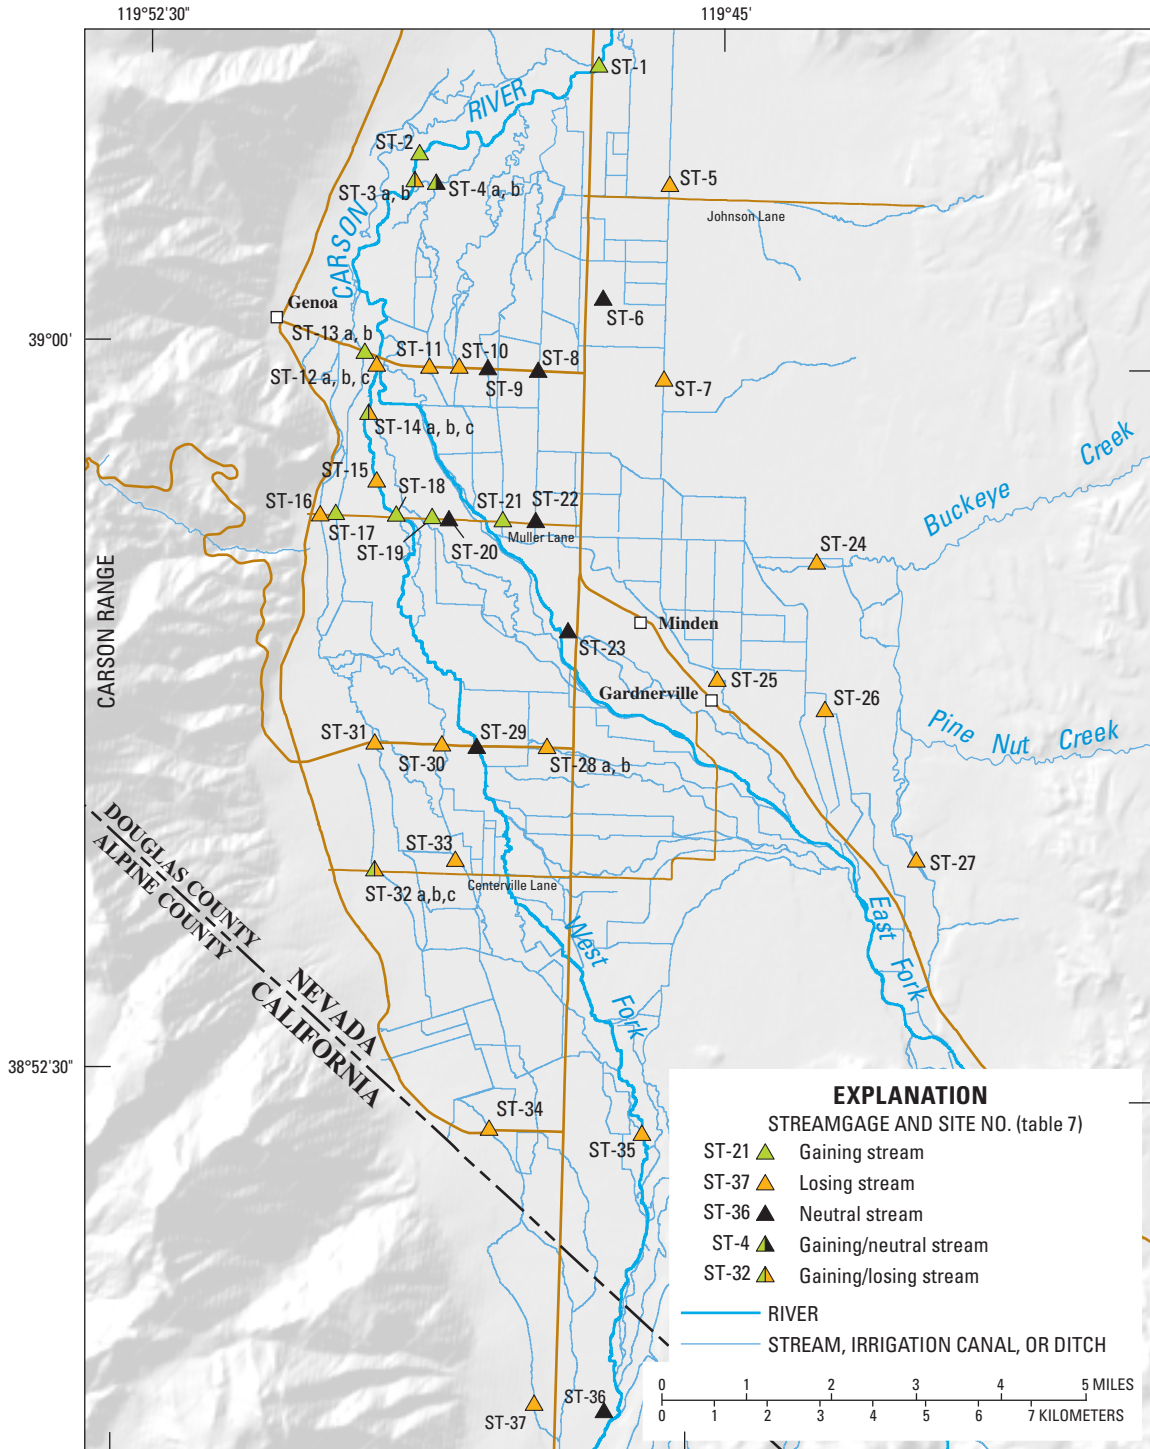 119°52'30"
119°45'
ST-1
RIVER
ST-2
ST-3 a, b
ST-4 a, b
ST-5
Johnson Lane
CARSON
Genoa
ST-6
39°00'
ST-13 a, b
ST-11
ST-10
ST-8
ST-12 a, b, c
ST-9
ST-7
ST-14 a, b, c
Buckeye Creek
ST-15
ST-18
ST-16
ST-21
ST-22
ST-17
ST-19
ST-20
Muller Lane
ST-24
CARSON RANGE
Minden
ST-23
ST-25
Gardnerville
ST-26
Pine Nut Creek
ST-31
ST-29
ST-30
ST-28 a, b
DOUGLAS COUNTY
ALPINE COUNTY
ST-33
ST-27
Centerville Lane
ST-32 a,b,c
East Fork
West Fork
NEVADA
CALIFORNIA
38°52'30"
ST-34
ST-35
ST-36
ST-37
EXPLANATION
STREAMGAGE AND SITE NO. (table 7)
ST-21 Gaining stream
ST-37 Losing stream
ST-36 Neutral stream
ST-4 Gaining/neutral stream
ST-32 Gaining/losing stream
RIVER
STREAM, IRRIGATION CANAL, OR DITCH
0 1 2 3 4 5 MILES
0 1 2 3 4 5 6 7 KILOMETERS